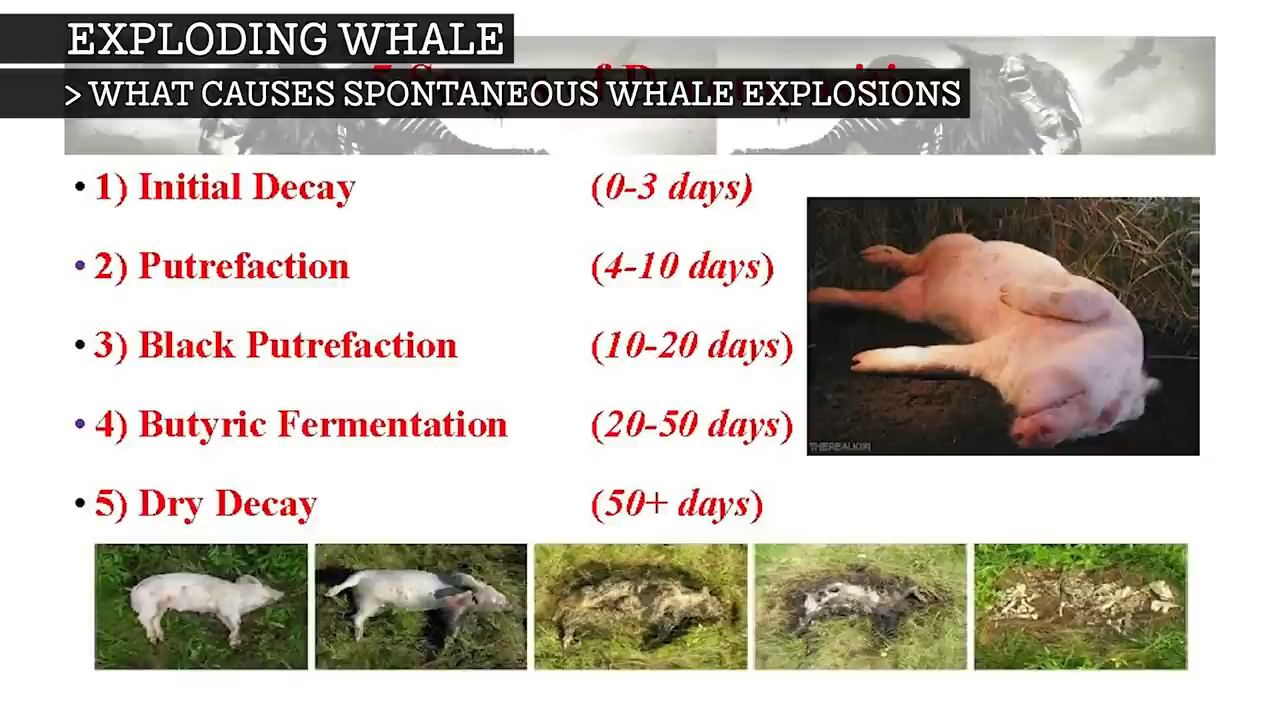 EXPLODING WHALE
> WHAT CAUSES SPONTANEOUS WHALE EXPLOSIONS
• 1) Initial Decay (0-3 days)
• 2) Putrefaction (4-10 days)
• 3) Black Putrefaction (10-20 days)
• 4) Butyric Fermentation (20-50 days)
• 5) Dry Decay (50+ days)
THEREALKIKI